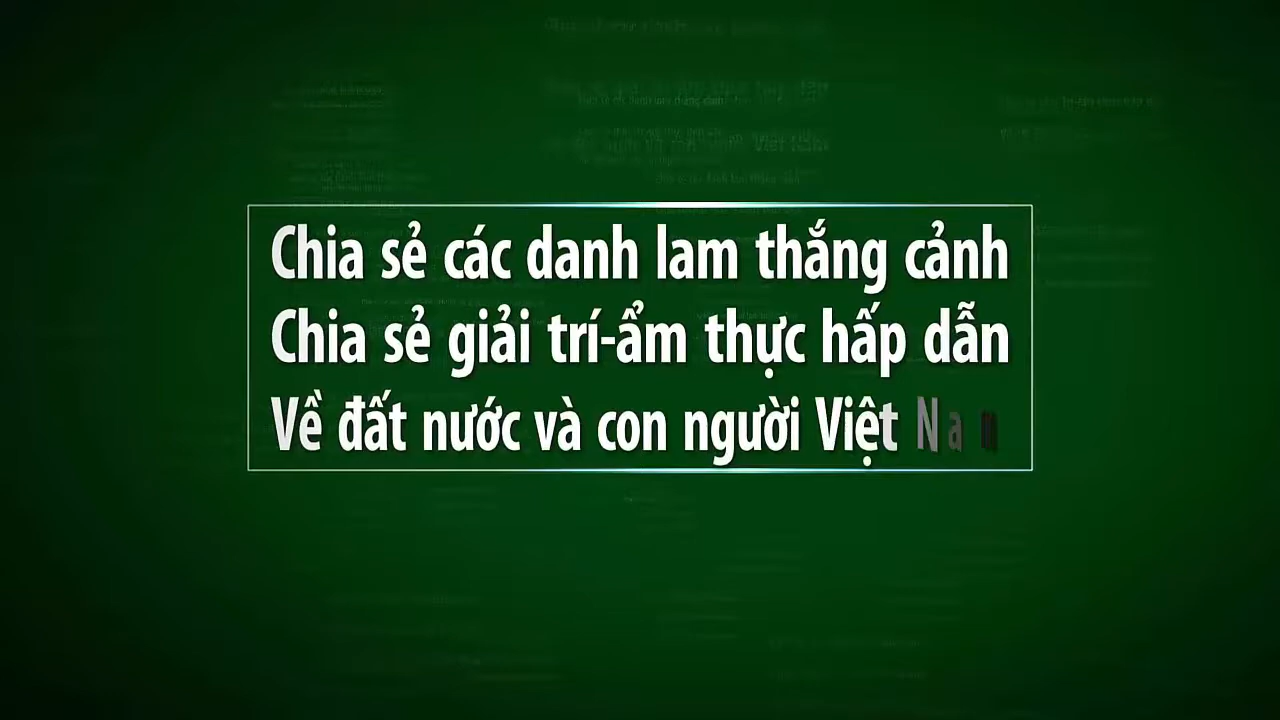 Chia sẻ các danh lam thắng cảnh
Chia sẻ giải trí-ẩm thực hấp dẫn
Về đất nước và con người Việt Nam